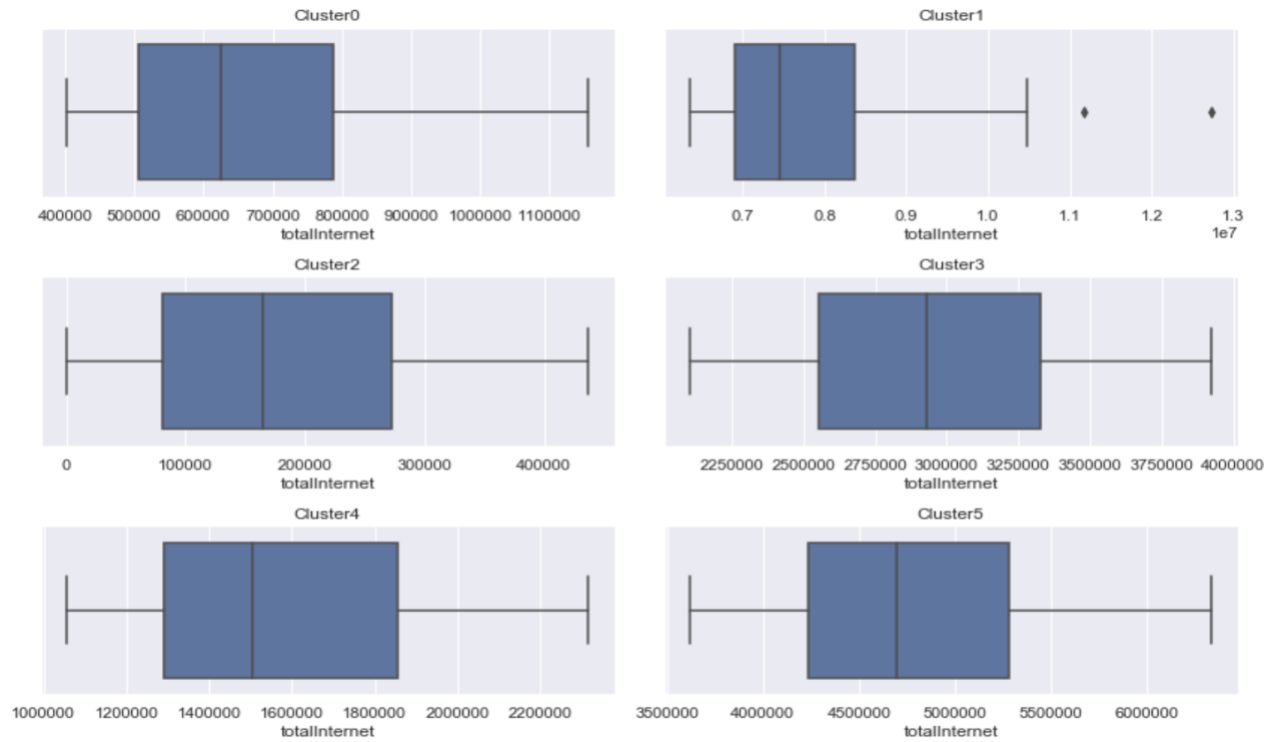 Cluster0
400000 500000 600000 700000 800000 900000 1000000 1100000
totalInternet
Cluster1
0.7 0.8 0.9 1.0 1.1 1.2 1.3
1e7
totalInternet
Cluster2
0 100000 200000 300000 400000
totalInternet
Cluster3
2250000 2500000 2750000 3000000 3250000 3500000 3750000 4000000
totalInternet
Cluster4
1000000 1200000 1400000 1600000 1800000 2000000 2200000
totalInternet
Cluster5
3500000 4000000 4500000 5000000 5500000 6000000
totalInternet